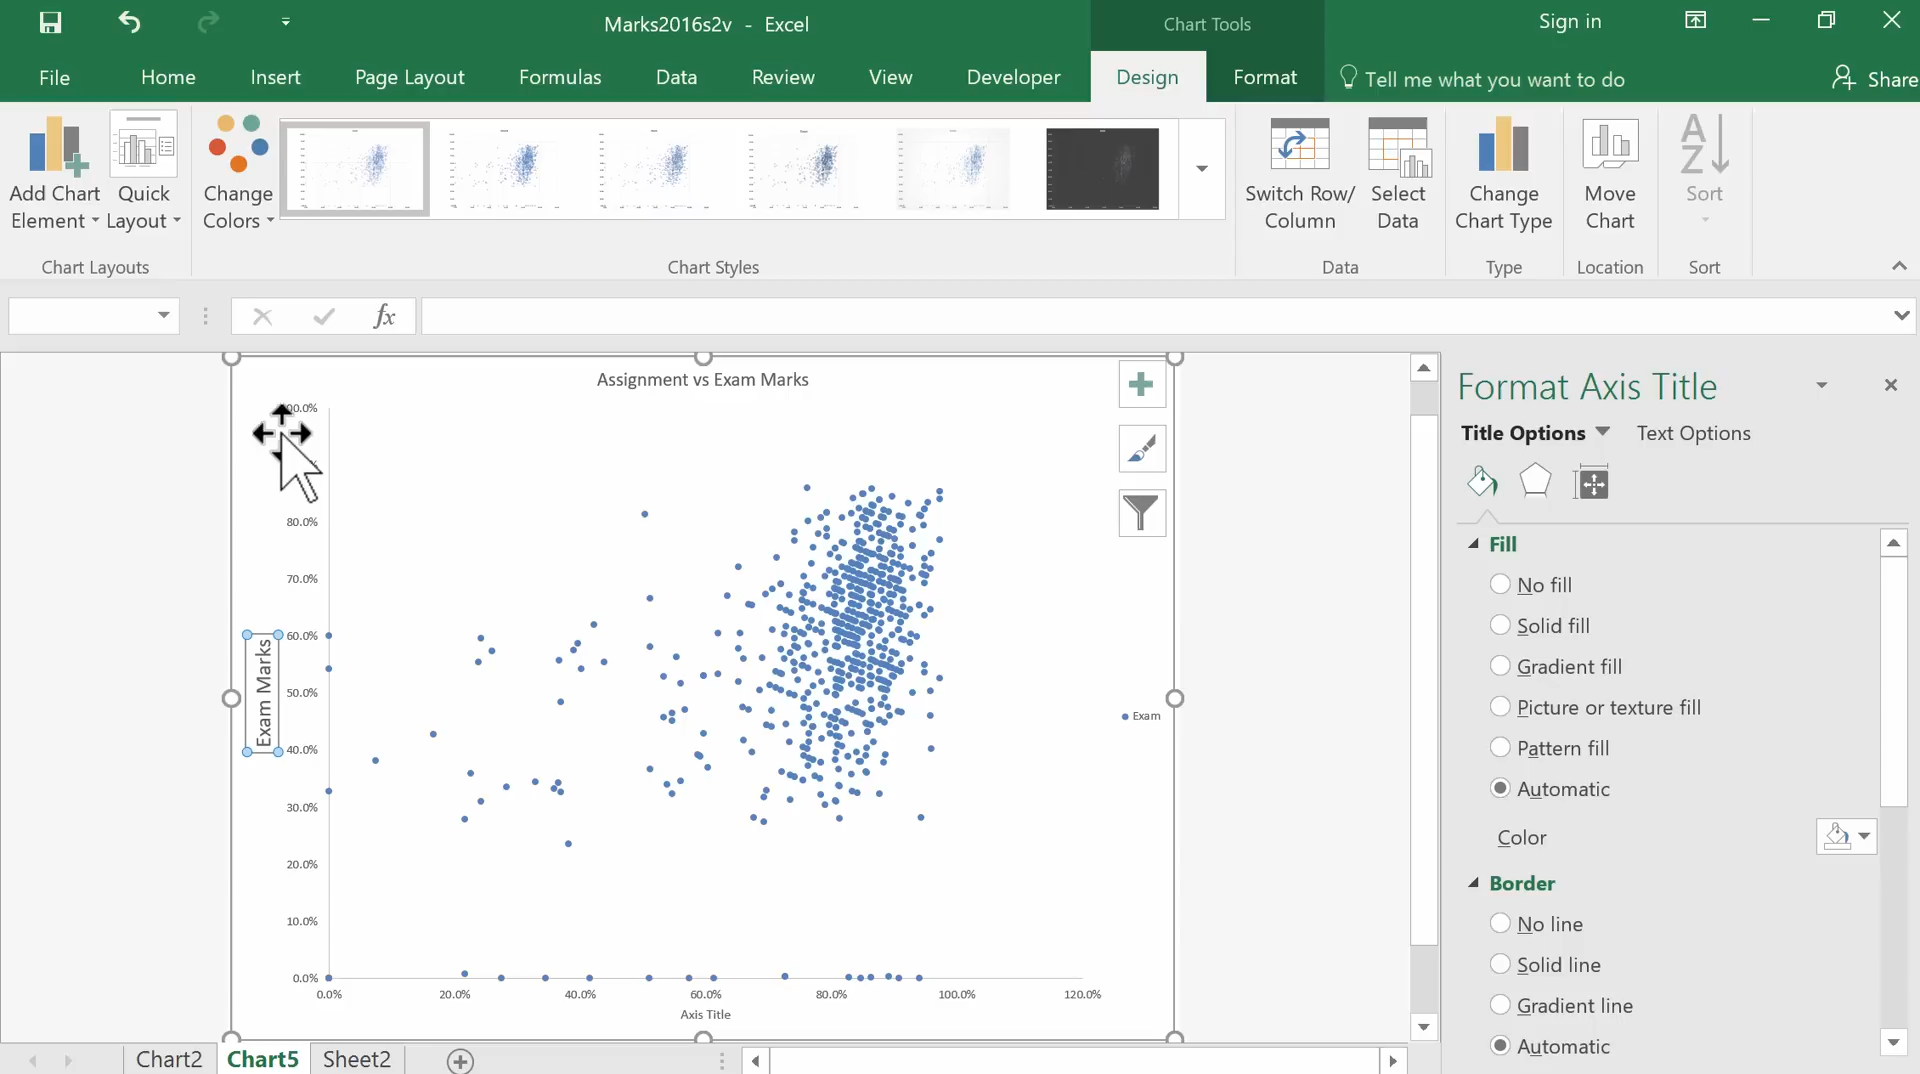 Marks2016s2v - Excel
Chart Tools
Sign in
File
Home
Insert
Page Layout
Formulas
Data
Review
View
Developer
Design
Format
Tell me what you want to do
Share
Add Chart
Element
Quick
Layout
Change
Colors
Switch Row/
Column
Select
Data
Change
Chart Type
Move
Chart
A
Z
Sort
Chart Layouts
Chart Styles
Data
Type
Location
Sort
fx
Assignment vs Exam Marks
80.0%
70.0%
60.0%
50.0%
40.0%
30.0%
20.0%
10.0%
0.0%
Exam Marks
Exam
0.0%
20.0%
40.0%
60.0%
80.0%
100.0%
120.0%
Axis Title
Format Axis Title
Title Options
Text Options
Fill
No fill
Solid fill
Gradient fill
Picture or texture fill
Pattern fill
Automatic
Color
Border
No line
Solid line
Gradient line
Automatic
Chart2
Chart5
Sheet2